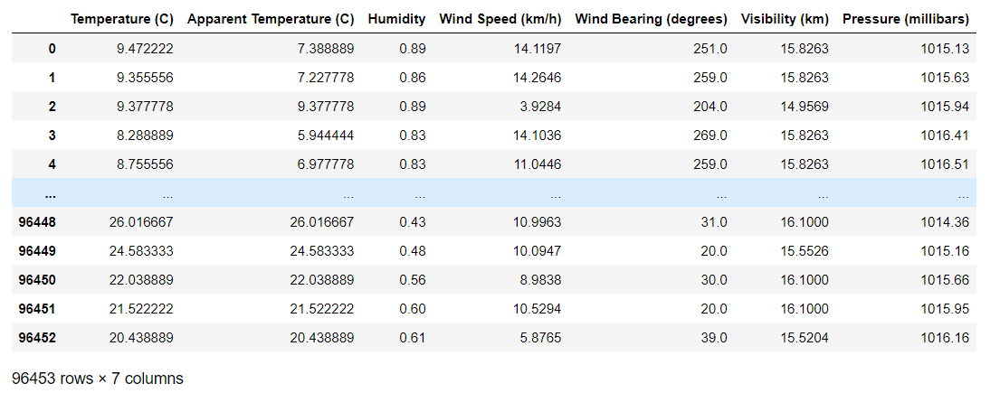 Temperature (C) Apparent Temperature (C) Humidity Wind Speed (km/h) Wind Bearing (degrees) Visibility (km) Pressure (millibars)
0 9.472222 7.388889 0.89 14.1197 251.0 15.8263 1015.13
1 9.355556 7.227778 0.86 14.2646 259.0 15.8263 1015.63
2 9.377778 9.377778 0.89 3.9284 204.0 14.9569 1015.94
3 8.288889 5.944444 0.83 14.1036 269.0 15.8263 1016.41
4 8.755556 6.977778 0.83 11.0446 259.0 15.8263 1016.51
... ... ... ... ... ... ... ...
96448 26.016667 26.016667 0.43 10.9963 31.0 16.1000 1014.36
96449 24.583333 24.583333 0.48 10.0947 20.0 15.5526 1015.16
96450 22.038889 22.038889 0.56 8.9838 30.0 16.1000 1015.66
96451 21.522222 21.522222 0.60 10.5294 20.0 16.1000 1015.95
96452 20.438889 20.438889 0.61 5.8765 39.0 15.5204 1016.16
96453 rows × 7 columns